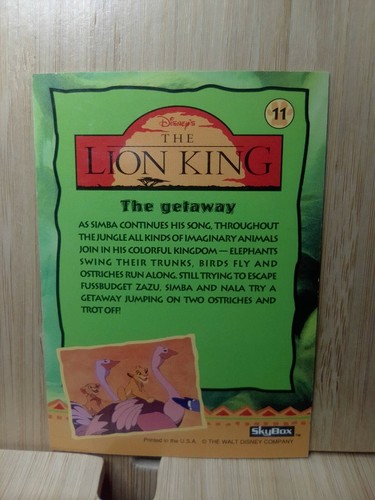 11
Disney's
THE
LION KING
The getaway
AS SIMBA CONTINUES HIS SONG, THROUGHOUT
THE JUNGLE ALL KINDS OF IMAGINARY ANIMALS
JOIN IN HIS COLORFUL KINGDOM — ELEPHANTS
SWING THEIR TRUNKS, BIRDS FLY AND
OSTRICHES RUN ALONG. STILL TRYING TO ESCAPE
FUSSBUDGET ZAZU, SIMBA AND NALA TRY A
GETAWAY JUMPING ON TWO OSTRICHES AND
TROT OFF!
SkyBox™
Printed in the U.S.A. © THE WALT DISNEY COMPANY